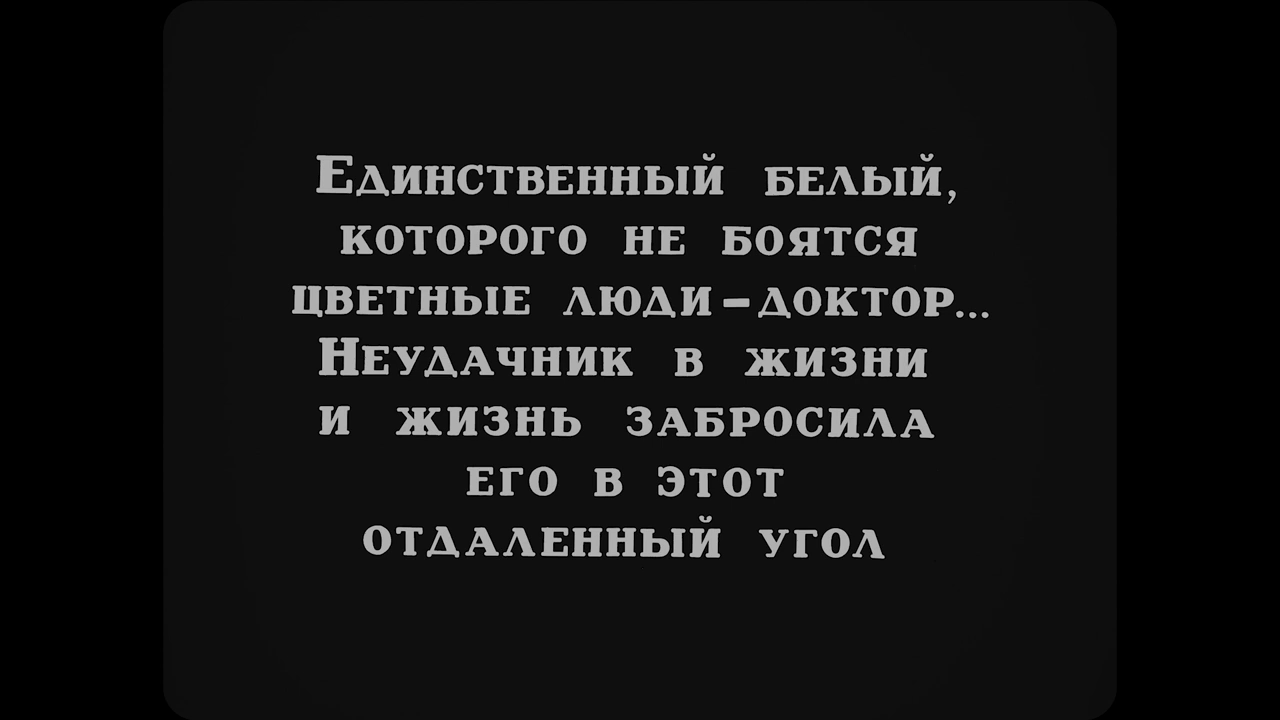 Единственный белый,
которого не боятся
цветные люди – доктор...
Неудачник в жизни
и жизнь забросила
его в этот
отдаленный угол